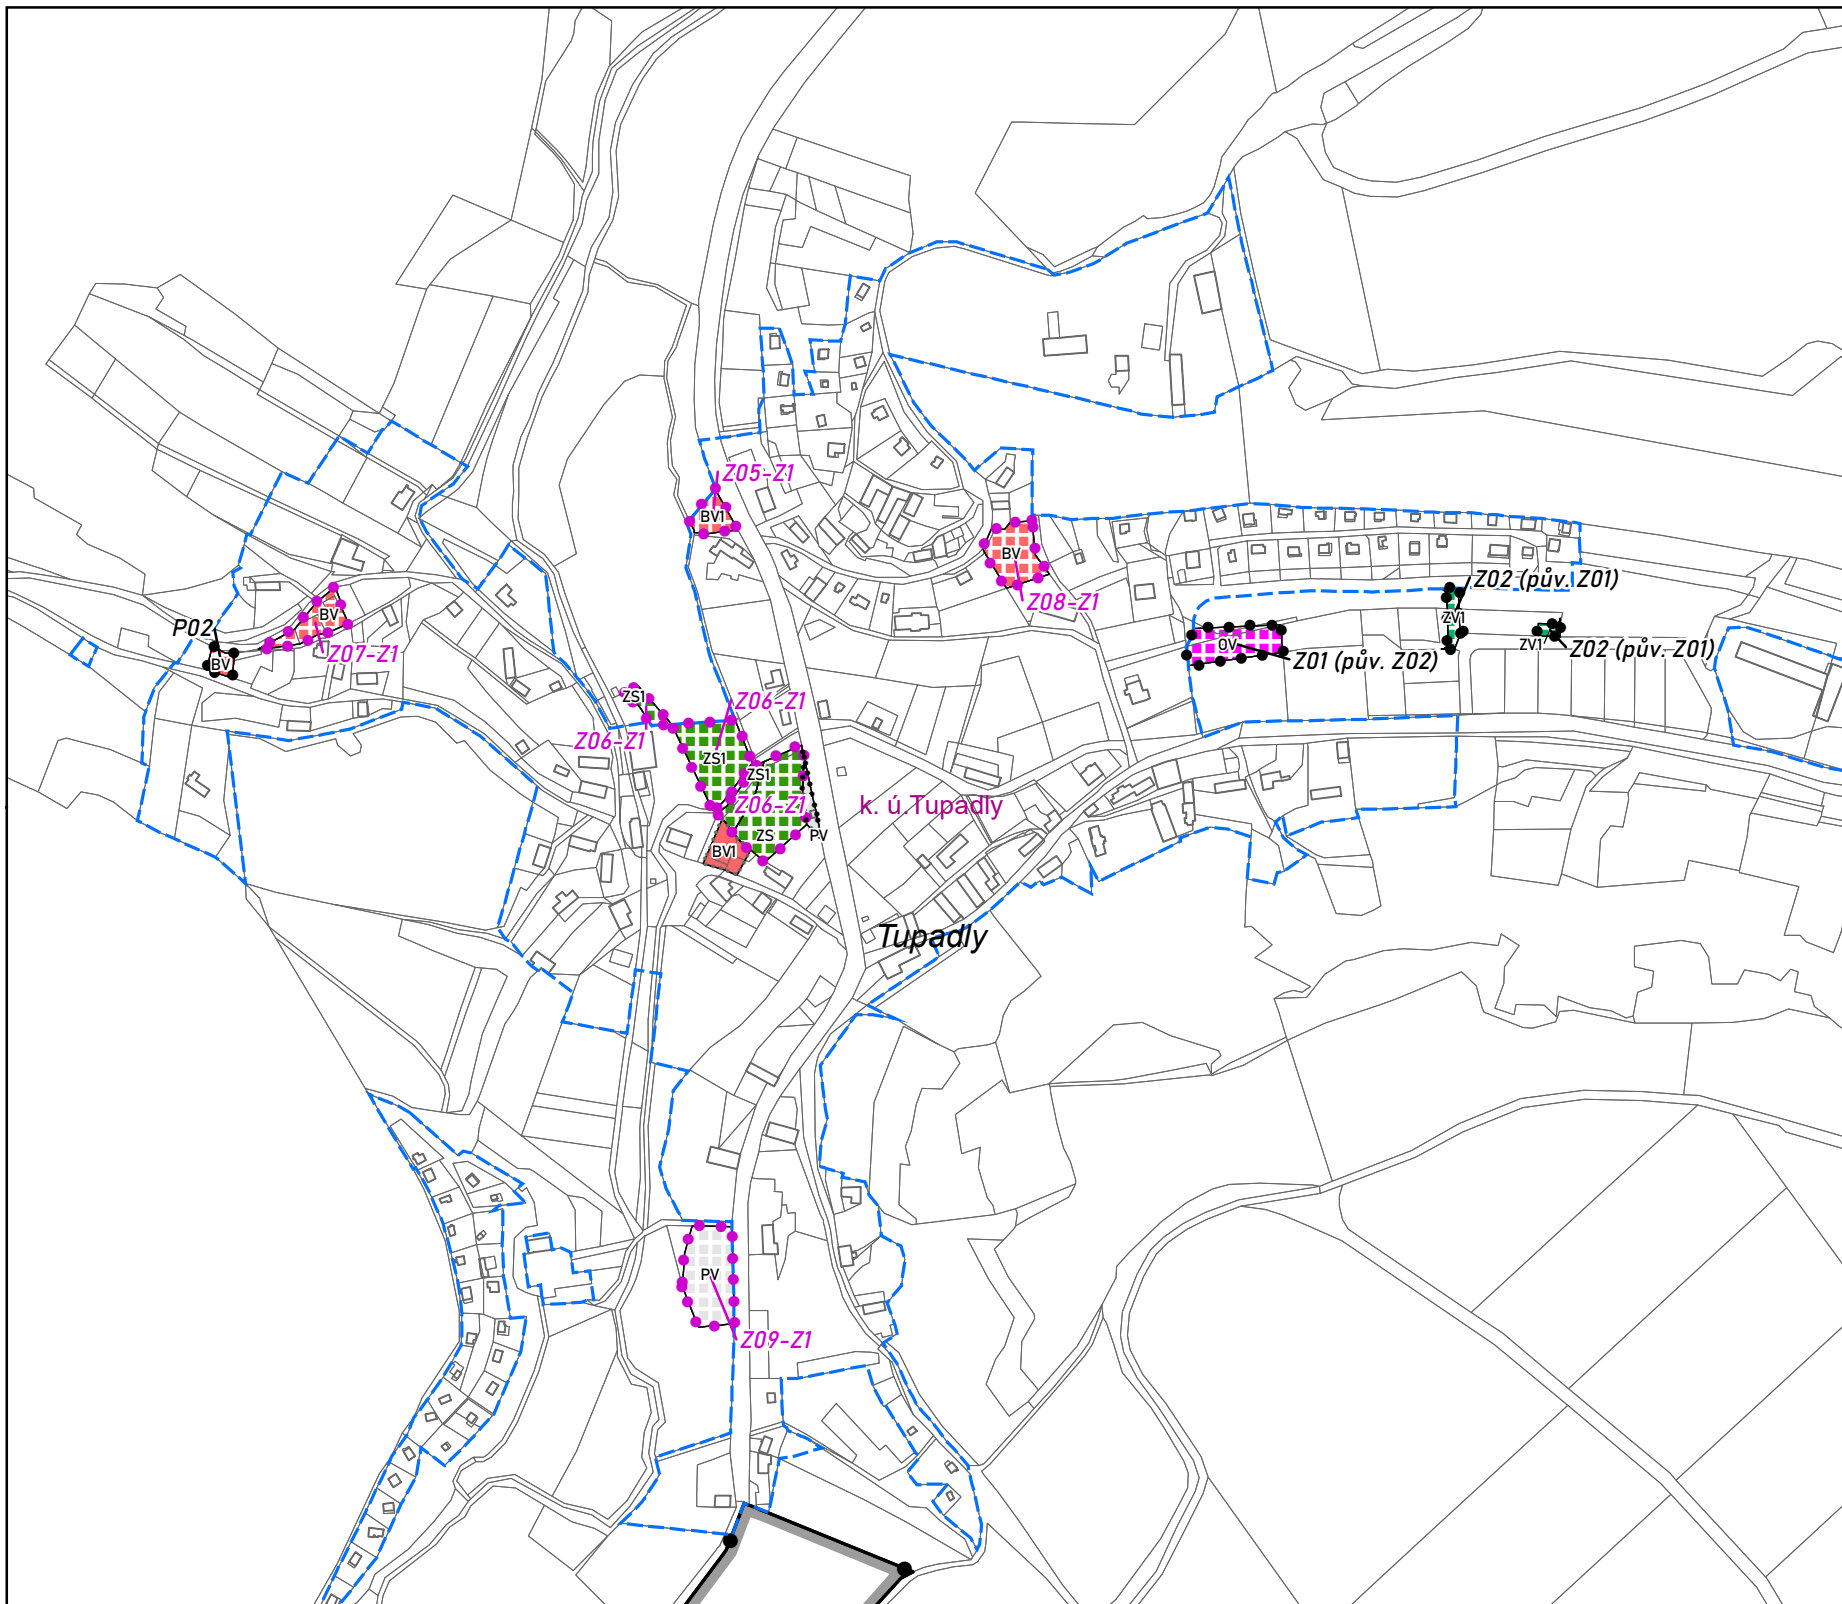 Z05-Z1
BV1
BV
Z02 (pův. Z01)
Z08-Z1
BV
P02
ZV1
OV
ZV1
Z02 (pův. Z01)
Z07-Z1
BV
Z01 (pův. Z02)
ZS1
Z06-Z1
Z06-Z1
ZS1
ZS1
Z06-Z1
k. ú.Tupadly
ZS
PV
BV1
Tupadly
PV
Z09-Z1